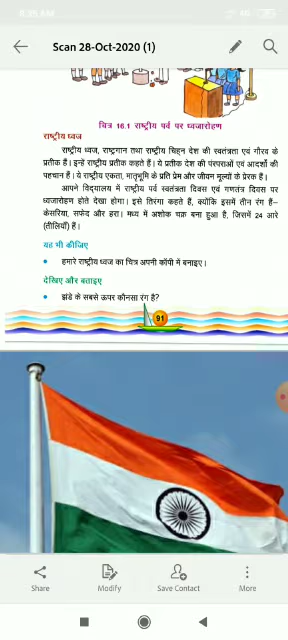 8:35 AM
4G
Scan 28-Oct-2020 (1)
चित्र 16.1 राष्ट्रीय पर्व पर ध्वजारोहण
राष्ट्रीय ध्वज
राष्ट्रीय ध्वज, राष्ट्रगान तथा राष्ट्रीय चिह्न देश की स्वतंत्रता एवं गौरव के
प्रतीक हैं। इन्हे राष्ट्रीय प्रतीक कहते हैं। ये प्रतीक देश की परंपराओं एवं आदर्शों की
पहचान हैं। ये राष्ट्रीय एकता, मातृभूमि के प्रति प्रेम और जीवन मूल्यों के प्रेरक हैं।
आपने विद्यालय में राष्ट्रीय पर्व स्वतंत्रता दिवस एवं गणतंत्र दिवस पर
ध्वजारोहण होते देखा होगा। इसे तिरंगा कहते हैं, क्योंकि इसमें तीन रंग हैं–
केसरिया, सफेद और हरा। मध्य में अशोक चक्र बना हुआ है, जिसमें 24 आरे
(तीलियाँ) हैं।
यह भी कीजिए
• हमारे राष्ट्रीय ध्वज का चित्र अपनी कॉपी में बनाइए।
देखिए और बताइए
• झंडे के सबसे ऊपर कौनसा रंग है?
91
Share Modify Save Contact More